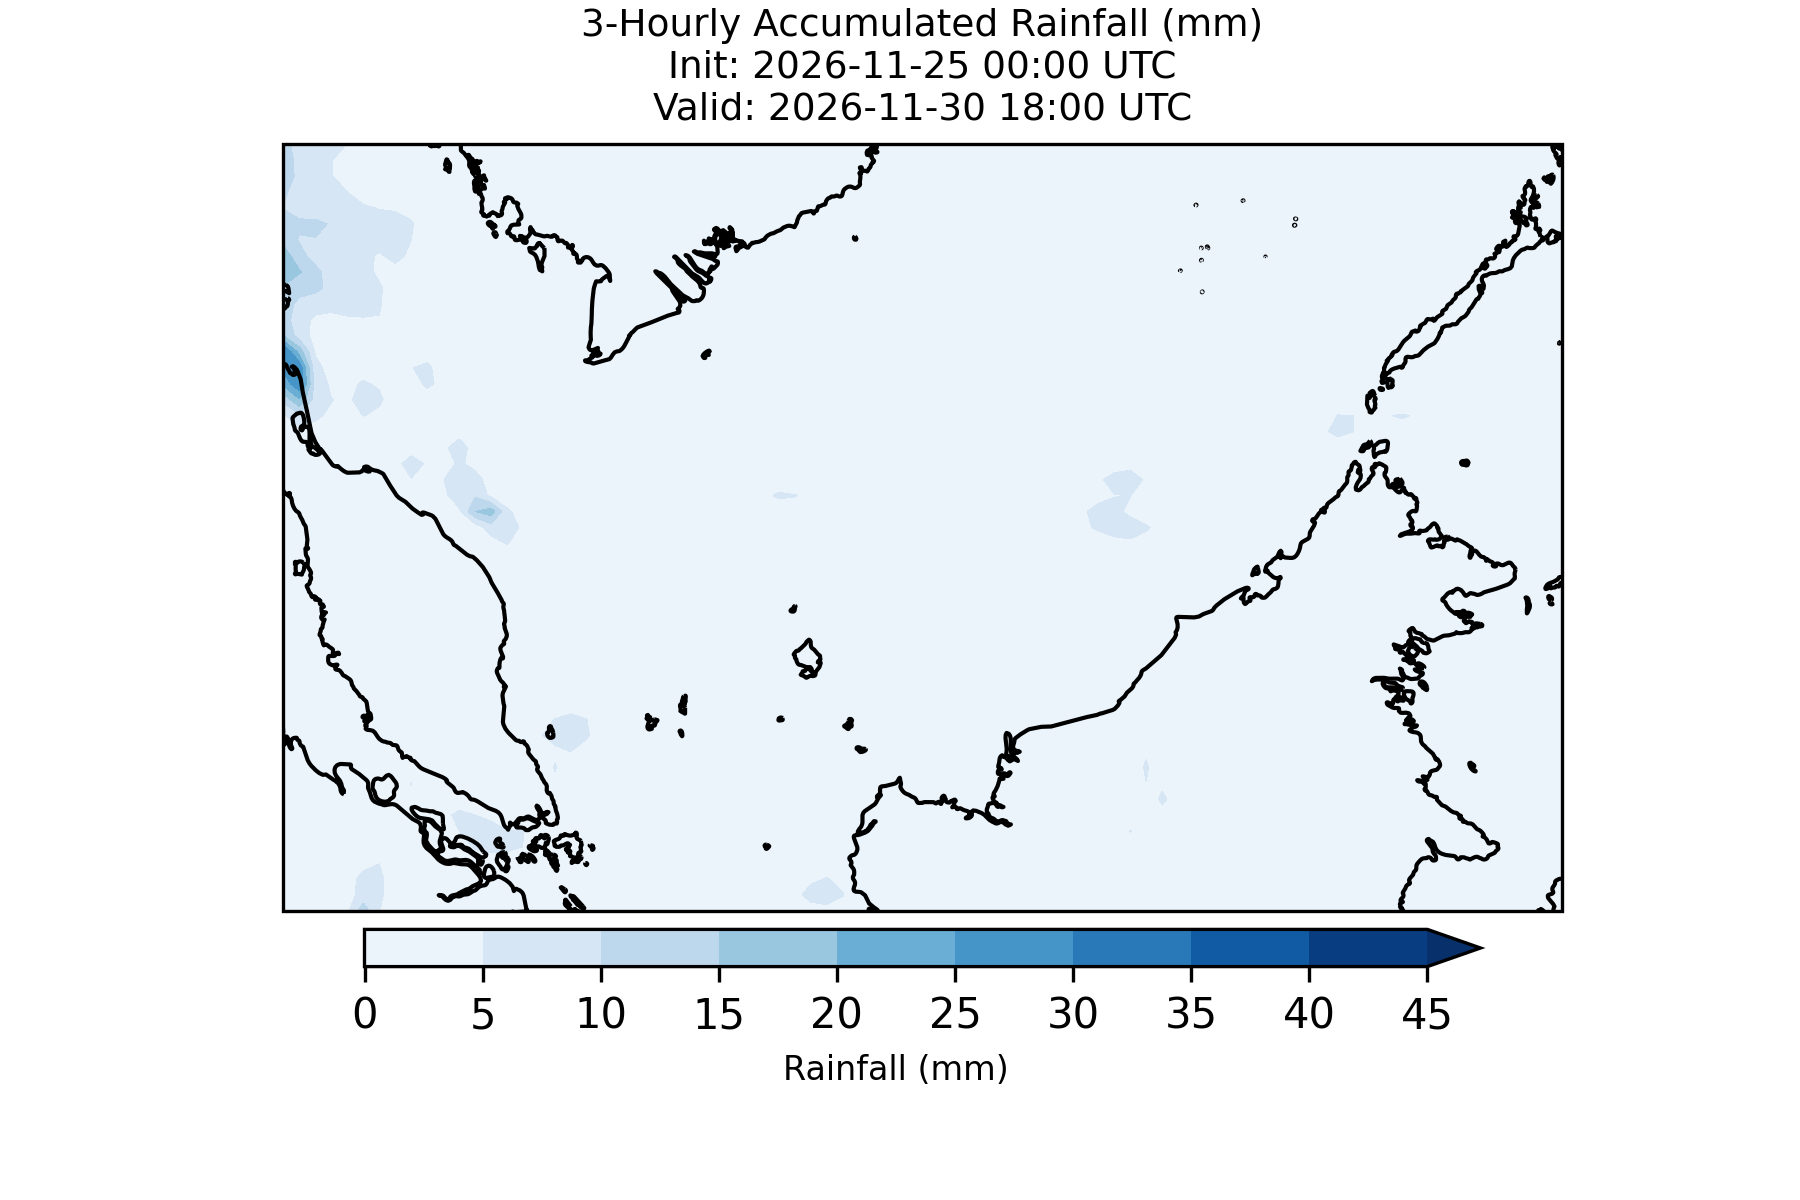 3-Hourly Accumulated Rainfall (mm)
Init: 2026-11-25 00:00 UTC
Valid: 2026-11-30 18:00 UTC
0 5 10 15 20 25 30 35 40 45
Rainfall (mm)